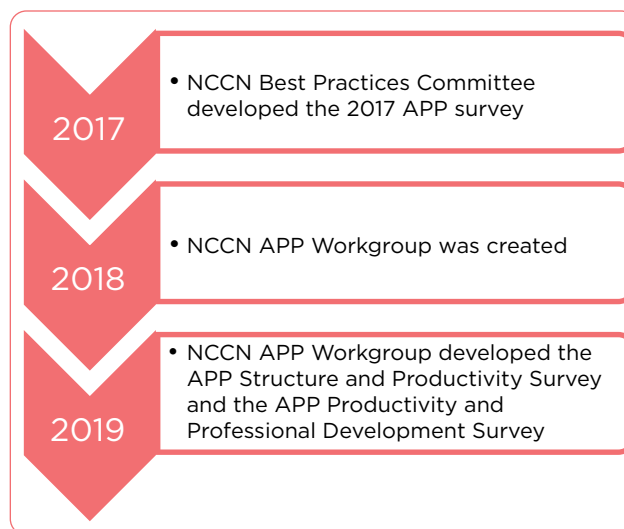 2017
• NCCN Best Practices Committee
developed the 2017 APP survey
2018
• NCCN APP Workgroup was created
2019
• NCCN APP Workgroup developed the
APP Structure and Productivity Survey
and the APP Productivity and
Professional Development Survey